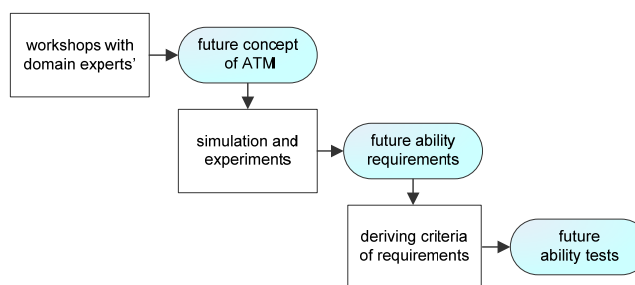 workshops with
domain experts’
future concept
of ATM
simulation and
experiments
future ability
requirements
deriving criteria
of requirements
future
ability tests